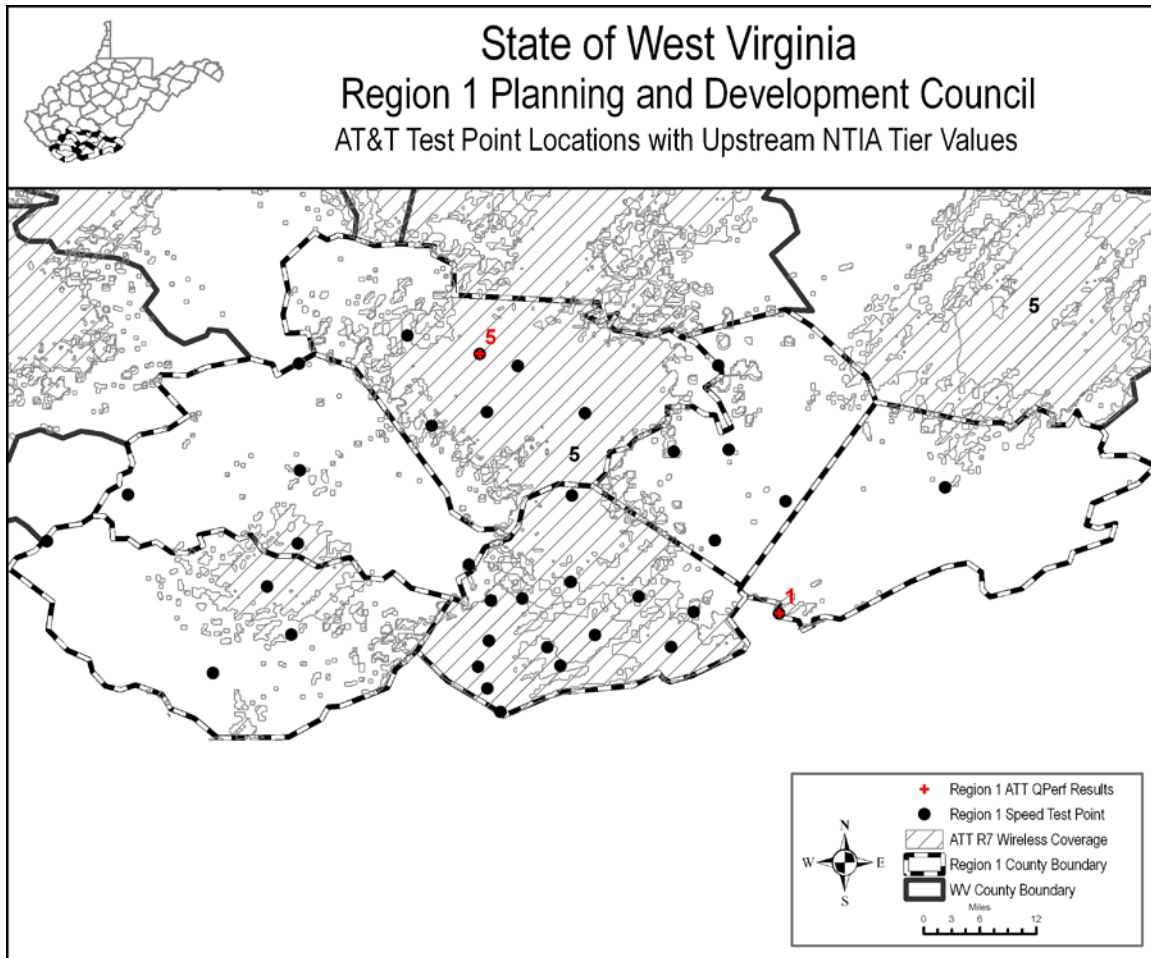 State of West Virginia
Region 1 Planning and Development Council
AT&T Test Point Locations with Upstream NTIA Tier Values
5
5
5
1
Region 1 ATT QPerf Results
Region 1 Speed Test Point
ATT R7 Wireless Coverage
Region 1 County Boundary
WV County Boundary
N
W E
S
Miles
0 3 6 12